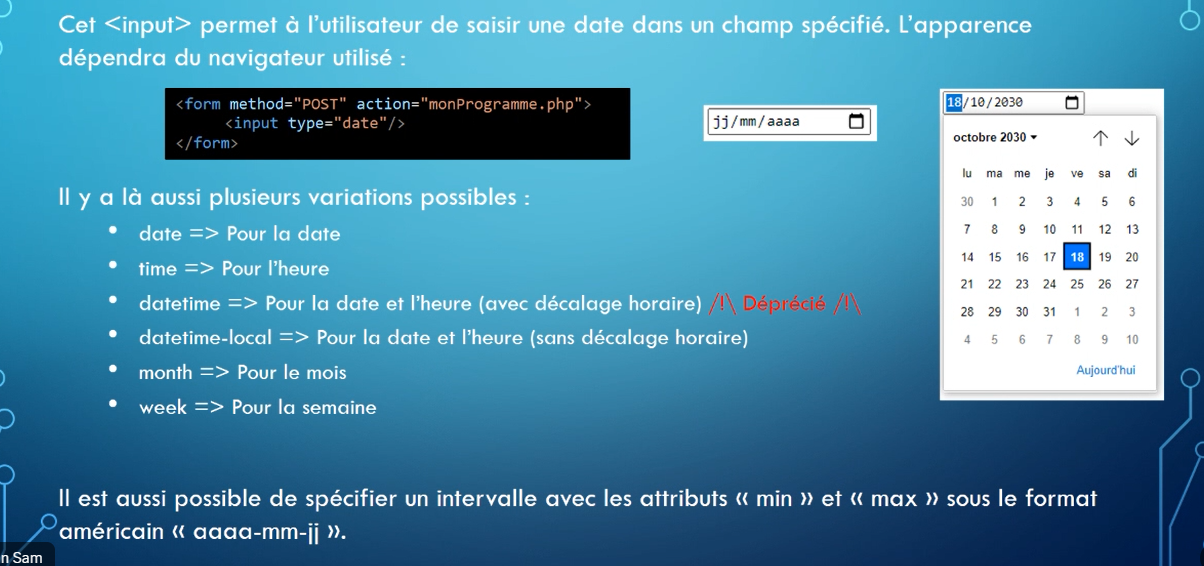 Cet <input> permet à l'utilisateur de saisir une date dans un champ spécifié. L'apparence
dépendra du navigateur utilisé :
<form method="POST" action="monProgramme.php">
<input type="date"/>
</form>
jj/mm/aaaa
18/10/2030
octobre 2030
lu ma me je ve sa di
30 1 2 3 4 5 6
7 8 9 10 11 12 13
14 15 16 17 18 19 20
21 22 23 24 25 26 27
28 29 30 31 1 2 3
4 5 6 7 8 9 10
Aujourd'hui
Il y a là aussi plusieurs variations possibles :
• date => Pour la date
• time => Pour l'heure
• datetime => Pour la date et l'heure (avec décalage horaire) /!\ Déprécié /!\
• datetime-local => Pour la date et l'heure (sans décalage horaire)
• month => Pour le mois
• week => Pour la semaine
Il est aussi possible de spécifier un intervalle avec les attributs « min » et « max » sous le format
américain « aaaa-mm-jj ».
n Sam